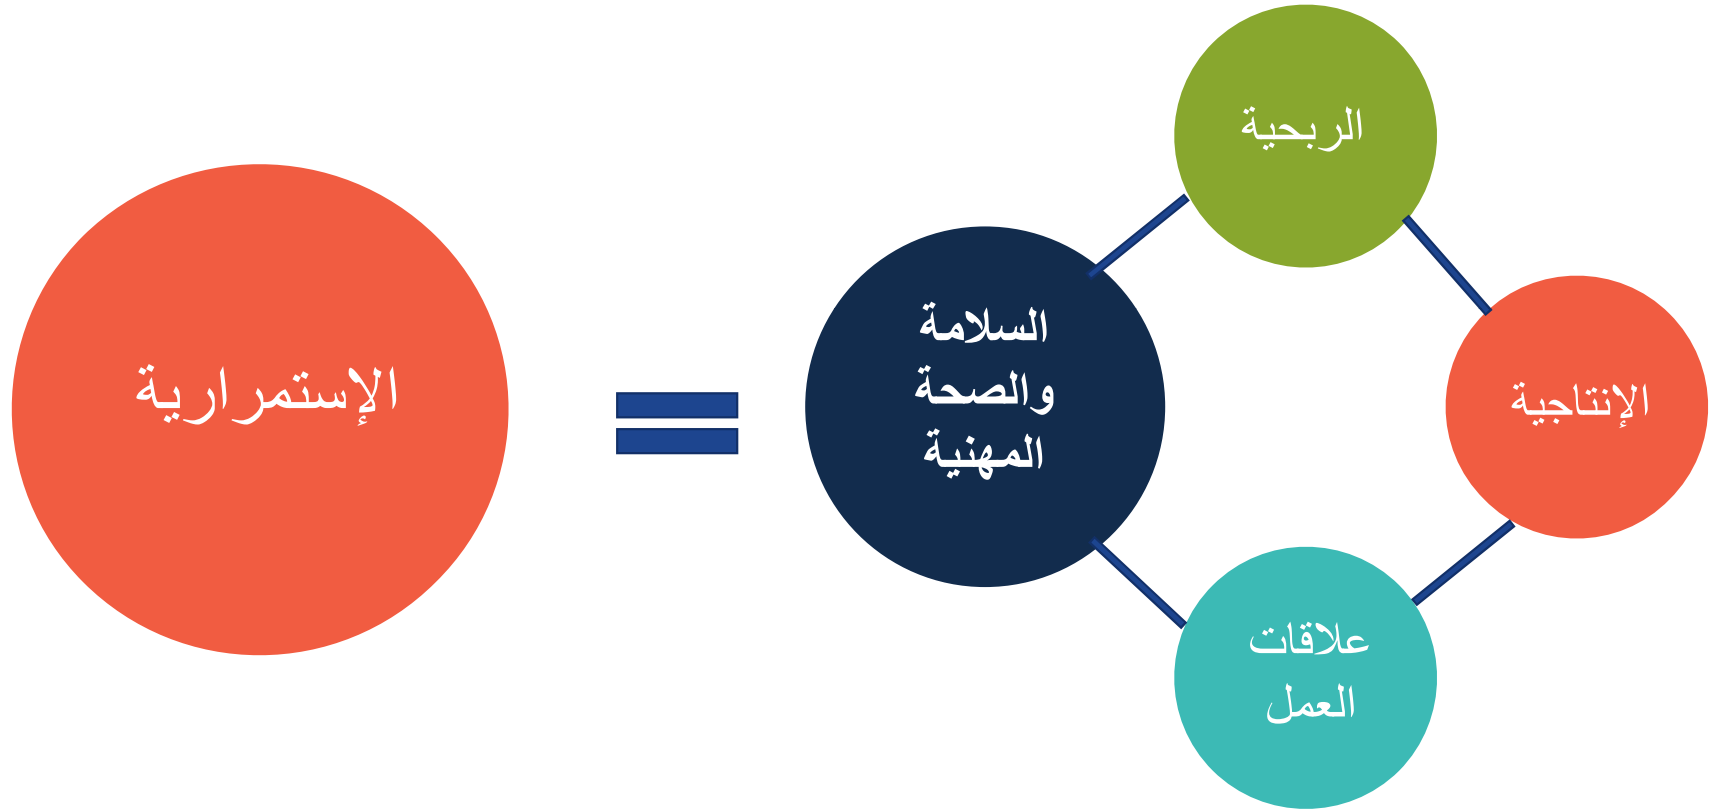 الربحية
السلامة
والصحة
المهنية
الإستمرارية
الإنتاجية
علاقات
العمل